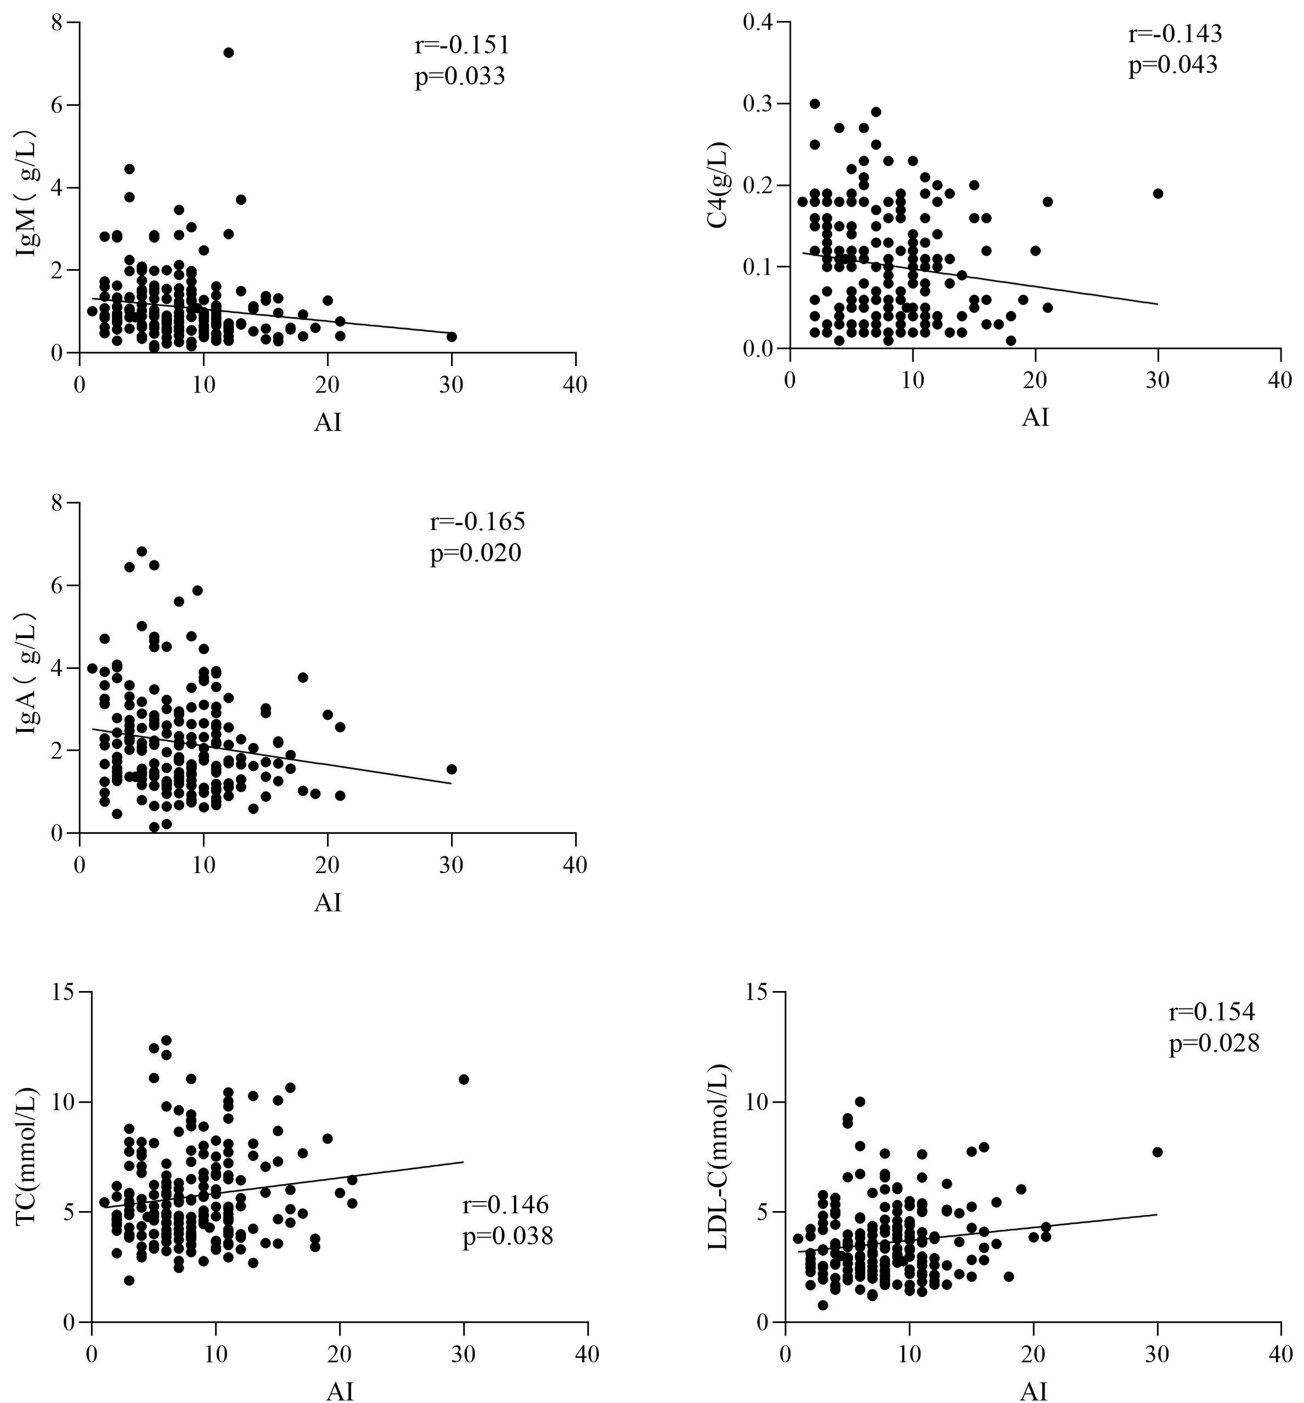 8
6
4
2
0
IgM（ g/L）
r=-0.151
p=0.033
0 10 20 30 40
AI
0.4
0.3
0.2
0.1
0.0
C4(g/L)
r=-0.143
p=0.043
0 10 20 30 40
AI
8
6
4
2
0
IgA（ g/L）
r=-0.165
p=0.020
0 10 20 30 40
AI
15
10
5
0
TC(mmol/L)
r=0.146
p=0.038
0 10 20 30 40
AI
15
10
5
0
LDL-C(mmol/L)
r=0.154
p=0.028
0 10 20 30 40
AI